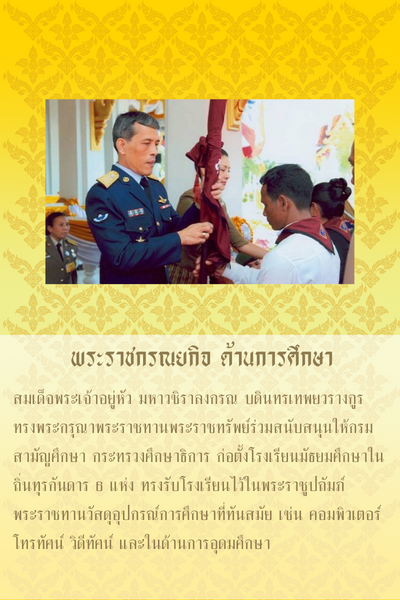 พระราชกรณียกิจ ด้านการศึกษา
สมเด็จพระเจ้าอยู่หัว มหาวชิราลงกรณ บดินทรเทพยวรางกูร
ทรงพระกรุณาพระราชทานพระราชทรัพย์ร่วมสนับสนุนให้กรม
สามัญศึกษา กระทรวงศึกษาธิการ ก่อตั้งโรงเรียนมัธยมศึกษาใน
ถิ่นทุรกันดาร ๖ แห่ง ทรงรับโรงเรียนไว้ในพระราชูปถัมภ์
พระราชทานวัสดุอุปกรณ์การศึกษาที่ทันสมัย เช่น คอมพิวเตอร์
โทรทัศน์ วิดีทัศน์ และในด้านการอุดมศึกษา